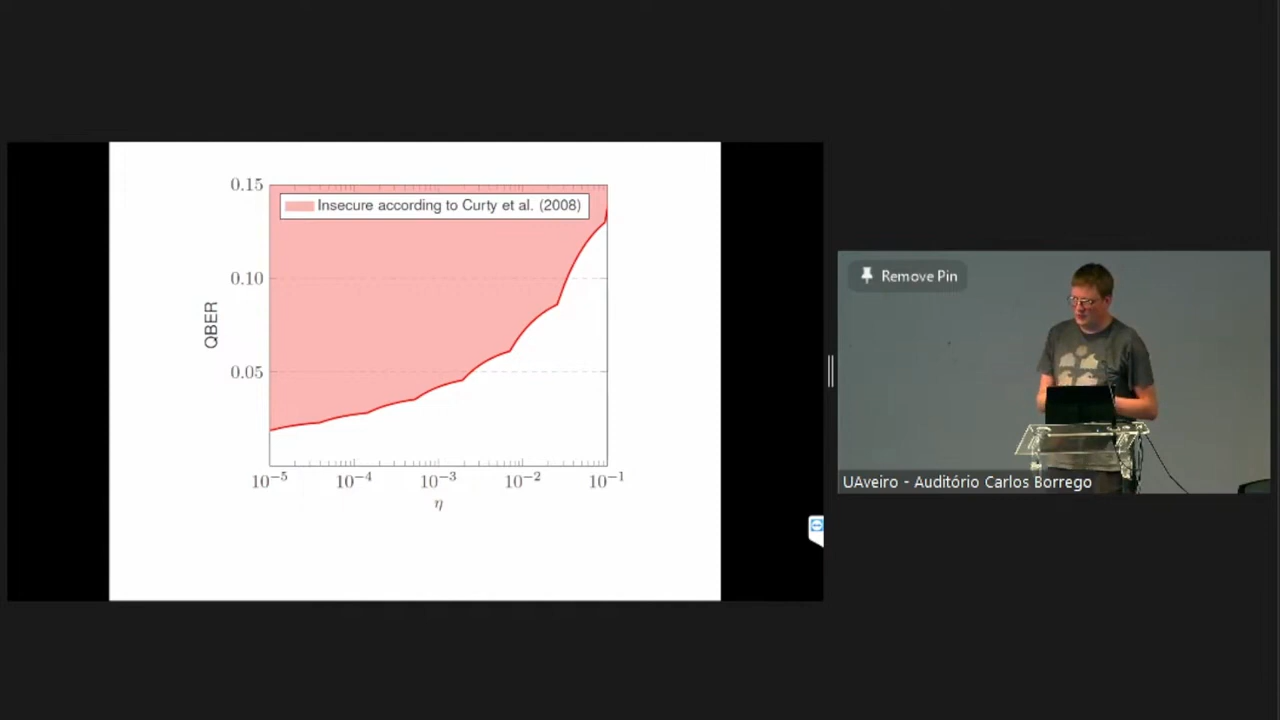 0.15
Insecure according to Curty et al. (2008)
0.10
QBER
0.05
10⁻⁵ 10⁻⁴ 10⁻³ 10⁻² 10⁻¹
η
Remove Pin
UAveiro - Auditório Carlos Borrego